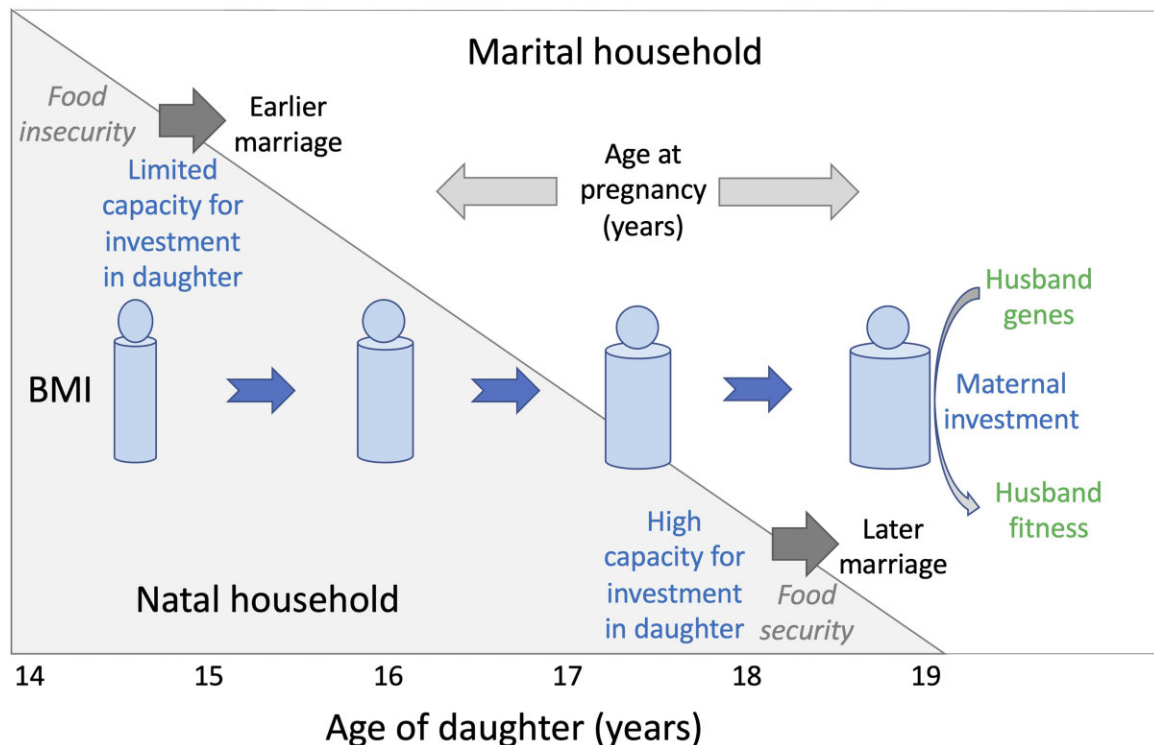 Marital household
Food
insecurity
Earlier
marriage
Limited
capacity for
investment
in daughter
Age at
pregnancy
(years)
Husband
genes
BMI
Maternal
investment
Husband
fitness
High
capacity for
investment
in daughter
Later
marriage
Food
security
Natal household
14 15 16 17 18 19
Age of daughter (years)